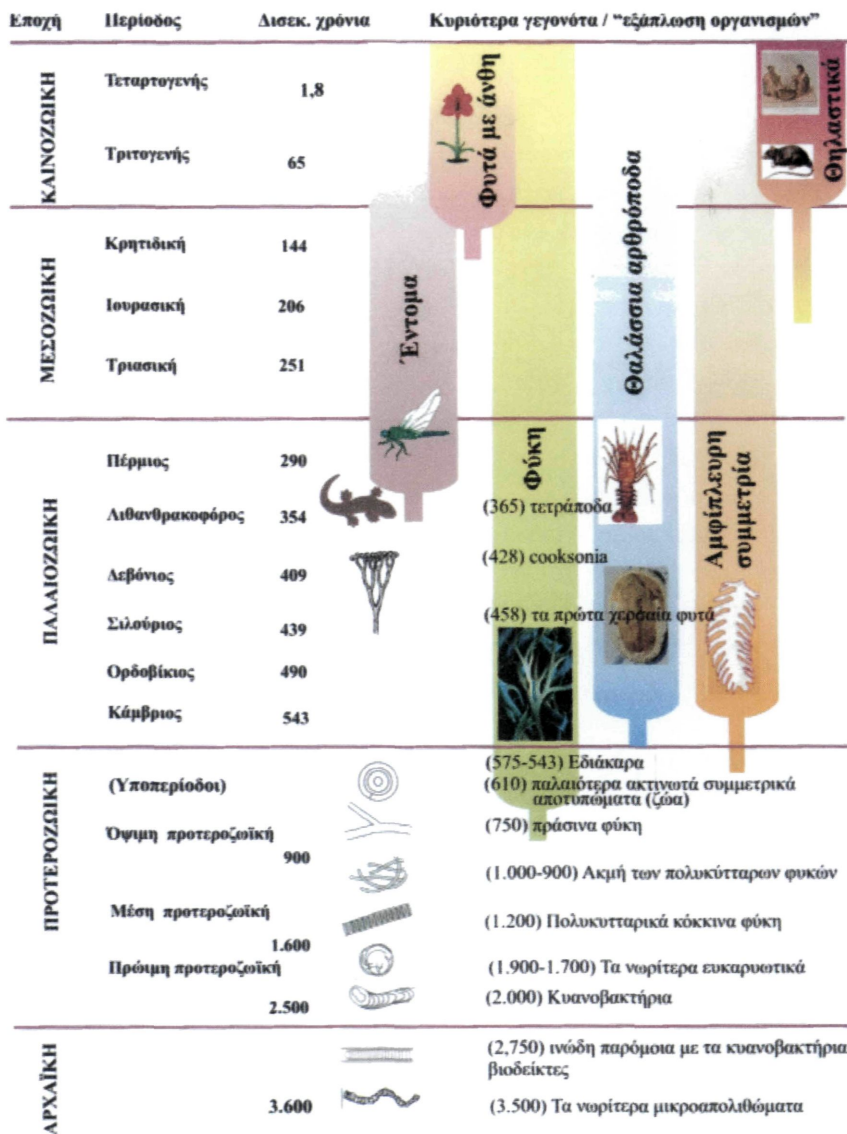 Εποχή Περίοδος Δισεκ. χρόνια Κυριότερα γεγονότα / “εξάπλωση οργανισμών”
ΚΑΙΝΟΖΩΙΚΗ
Τεταρτογενής 1,8
Τριτογενής 65
Φυτά με άνθη
Θηλαστικά
ΜΕΣΟΖΩΙΚΗ
Κρητιδική 144
Ιουρασική 206
Τριασική 251
Έντομα
Θαλάσσια αρθρόποδα
ΠΑΛΑΙΟΖΩΙΚΗ
Πέρμιος 290
Λιθανθρακοφόρος 354 (365) τετράποδα
(428) cooksonia
Δεβόνιος 409
Σιλούριος 439 (458) τα πρώτα χερσαία φυτά
Ορδοβίκιος 490
Κάμβριος 543
Φύκη
Αμφίπλευρη
συμμετρία
ΠΡΟΤΕΡΟΖΩΙΚΗ
(575-543) Εδιάκαρα
(Υποπερίοδοι) (610) παλαιότερα ακτινωτά συμμετρικά
αποτυπώματα (ζώα)
Όψιμη προτεροζωϊκή (750) πράσινα φύκη
900
(1.000-900) Ακμή των πολυκύτταρων φυκών
Μέση προτεροζωϊκή (1.200) Πολυκυτταρικά κόκκινα φύκη
1.600
Πρώιμη προτεροζωϊκή (1.900-1.700) Τα νωρίτερα ευκαρυωτικά
2.500 (2.000) Κυανοβακτήρια
ΑΡΧΑΪΚΗ
(2,750) ινώδη παρόμοια με τα κυανοβακτήρια
βιοδείκτες
3.600 (3.500) Τα νωρίτερα μικροαπολιθώματα